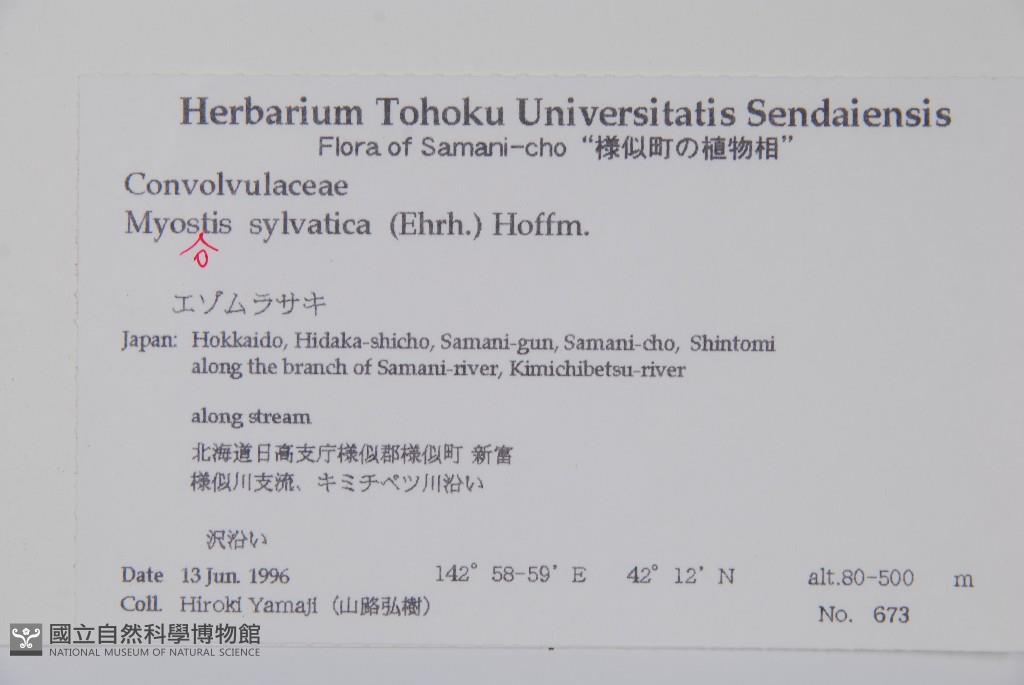 Herbarium Tohoku Universitatis Sendaiensis
Flora of Samani-cho “様似町の植物相”
Convolvulaceae
Myostis sylvatica (Ehrh.) Hoffm.
o
エゾムラサキ
Japan: Hokkaido, Hidaka-shicho, Samani-gun, Samani-cho, Shintomi
along the branch of Samani-river, Kimichibetsu-river
along stream
北海道日高支庁様似郡様似町 新富
様似川支流、キミチベツ川沿い
沢沿い
Date 13 Jun. 1996 142° 58-59' E 42° 12' N alt.80-500 m
Coll. Hiroki Yamaji (山路弘樹) No. 673
國立自然科學博物館
NATIONAL MUSEUM OF NATURAL SCIENCE